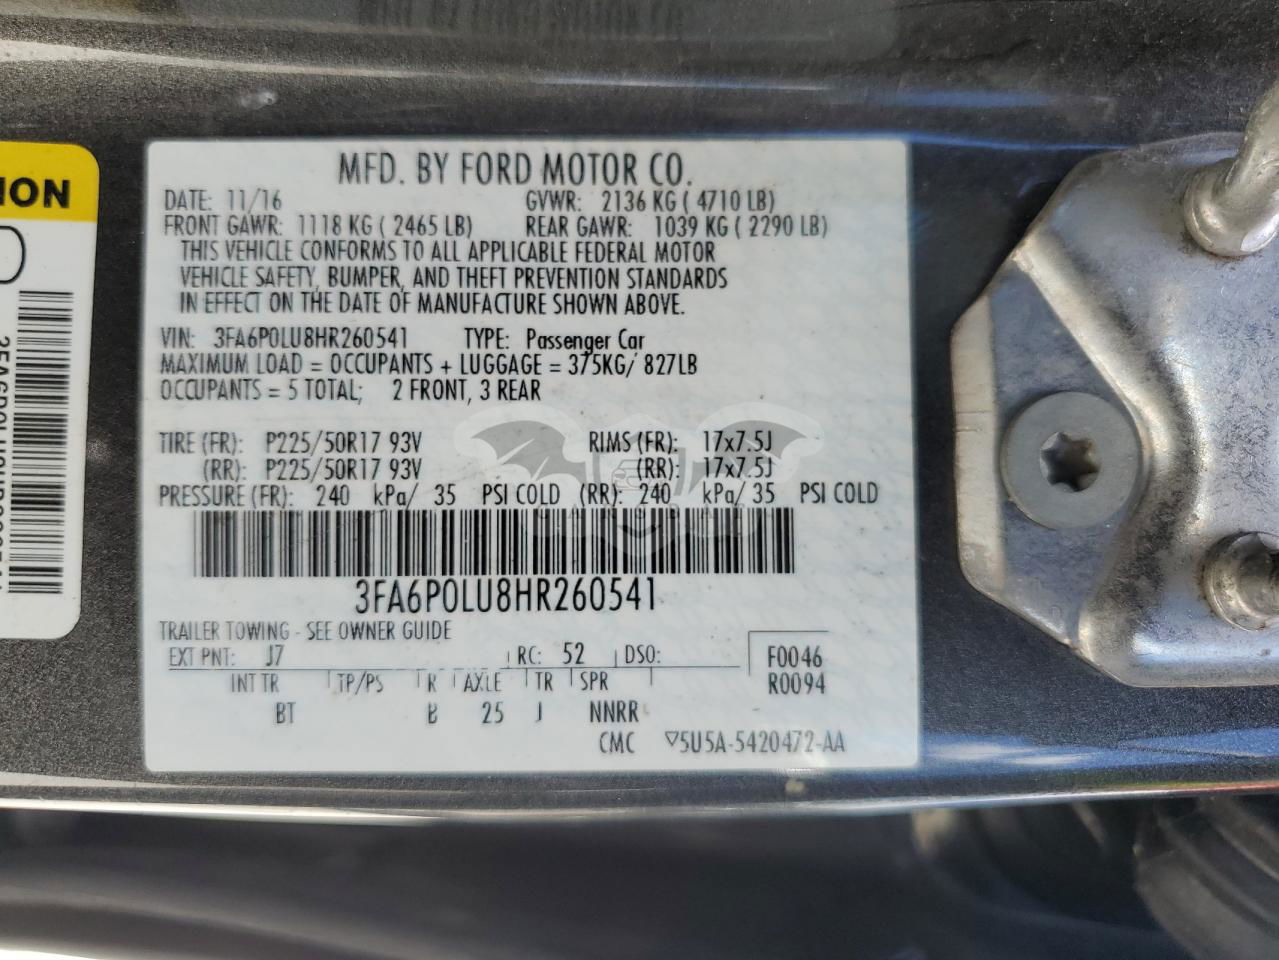 MFD. BY FORD MOTOR CO.
DATE: 11/16 GVWR: 2136 KG ( 4710 LB)
FRONT GAWR: 1118 KG ( 2465 LB) REAR GAWR: 1039 KG ( 2290 LB)
THIS VEHICLE CONFORMS TO ALL APPLICABLE FEDERAL MOTOR
VEHICLE SAFETY, BUMPER, AND THEFT PREVENTION STANDARDS
IN EFFECT ON THE DATE OF MANUFACTURE SHOWN ABOVE.
VIN: 3FA6P0LU8HR260541 TYPE: Passenger Car
MAXIMUM LOAD = OCCUPANTS + LUGGAGE = 375KG/ 827LB
OCCUPANTS = 5 TOTAL; 2 FRONT, 3 REAR
TIRE (FR): P225/50R17 93V RIMS (FR): 17x7.5J
(RR): P225/50R17 93V (RR): 17x7.5J
PRESSURE (FR): 240 kPa/ 35 PSI COLD (RR): 240 kPa/ 35 PSI COLD
3FA6P0LU8HR260541
TRAILER TOWING - SEE OWNER GUIDE
EXT PNT: J7 RC: 52 DSO: F0046
INT TR TP/PS R AXLE TR SPR R0094
BT B 25 J NNRR
CMC ▽5U5A-5420472-AA